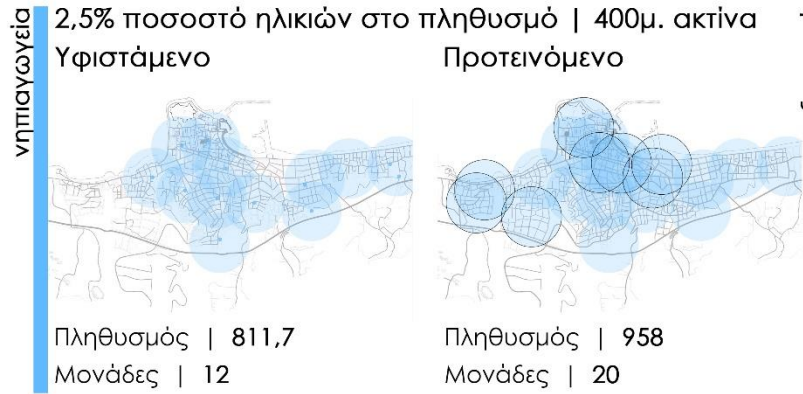 νηπιαγωγεία
2,5% ποσοστό ηλικιών στο πληθυσμό | 400μ. ακτίνα
Υφιστάμενο
Προτεινόμενο
Πληθυσμός | 811,7
Μονάδες | 12
Πληθυσμός | 958
Μονάδες | 20